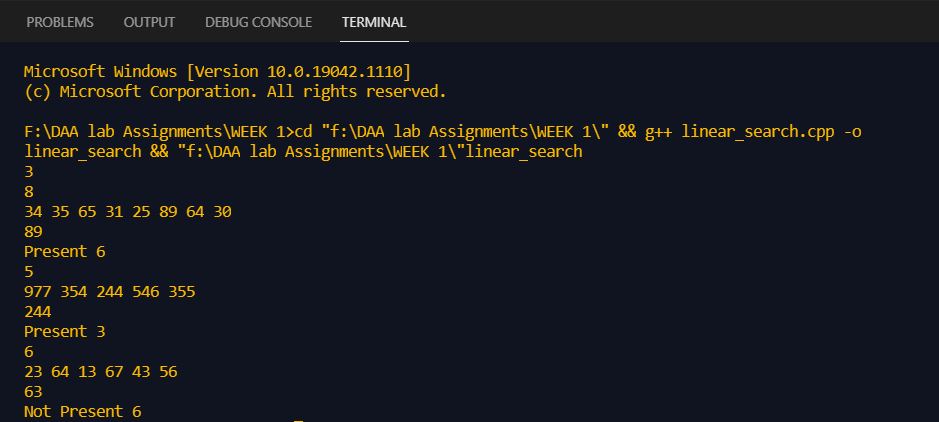 PROBLEMS OUTPUT DEBUG CONSOLE TERMINAL
Microsoft Windows [Version 10.0.19042.1110]
(c) Microsoft Corporation. All rights reserved.
F:\DAA lab Assignments\WEEK 1>cd "f:\DAA lab Assignments\WEEK 1\" && g++ linear_search.cpp -o
linear_search && "f:\DAA lab Assignments\WEEK 1\"linear_search
3
8
34 35 65 31 25 89 64 30
89
Present 6
5
977 354 244 546 355
244
Present 3
6
23 64 13 67 43 56
63
Not Present 6